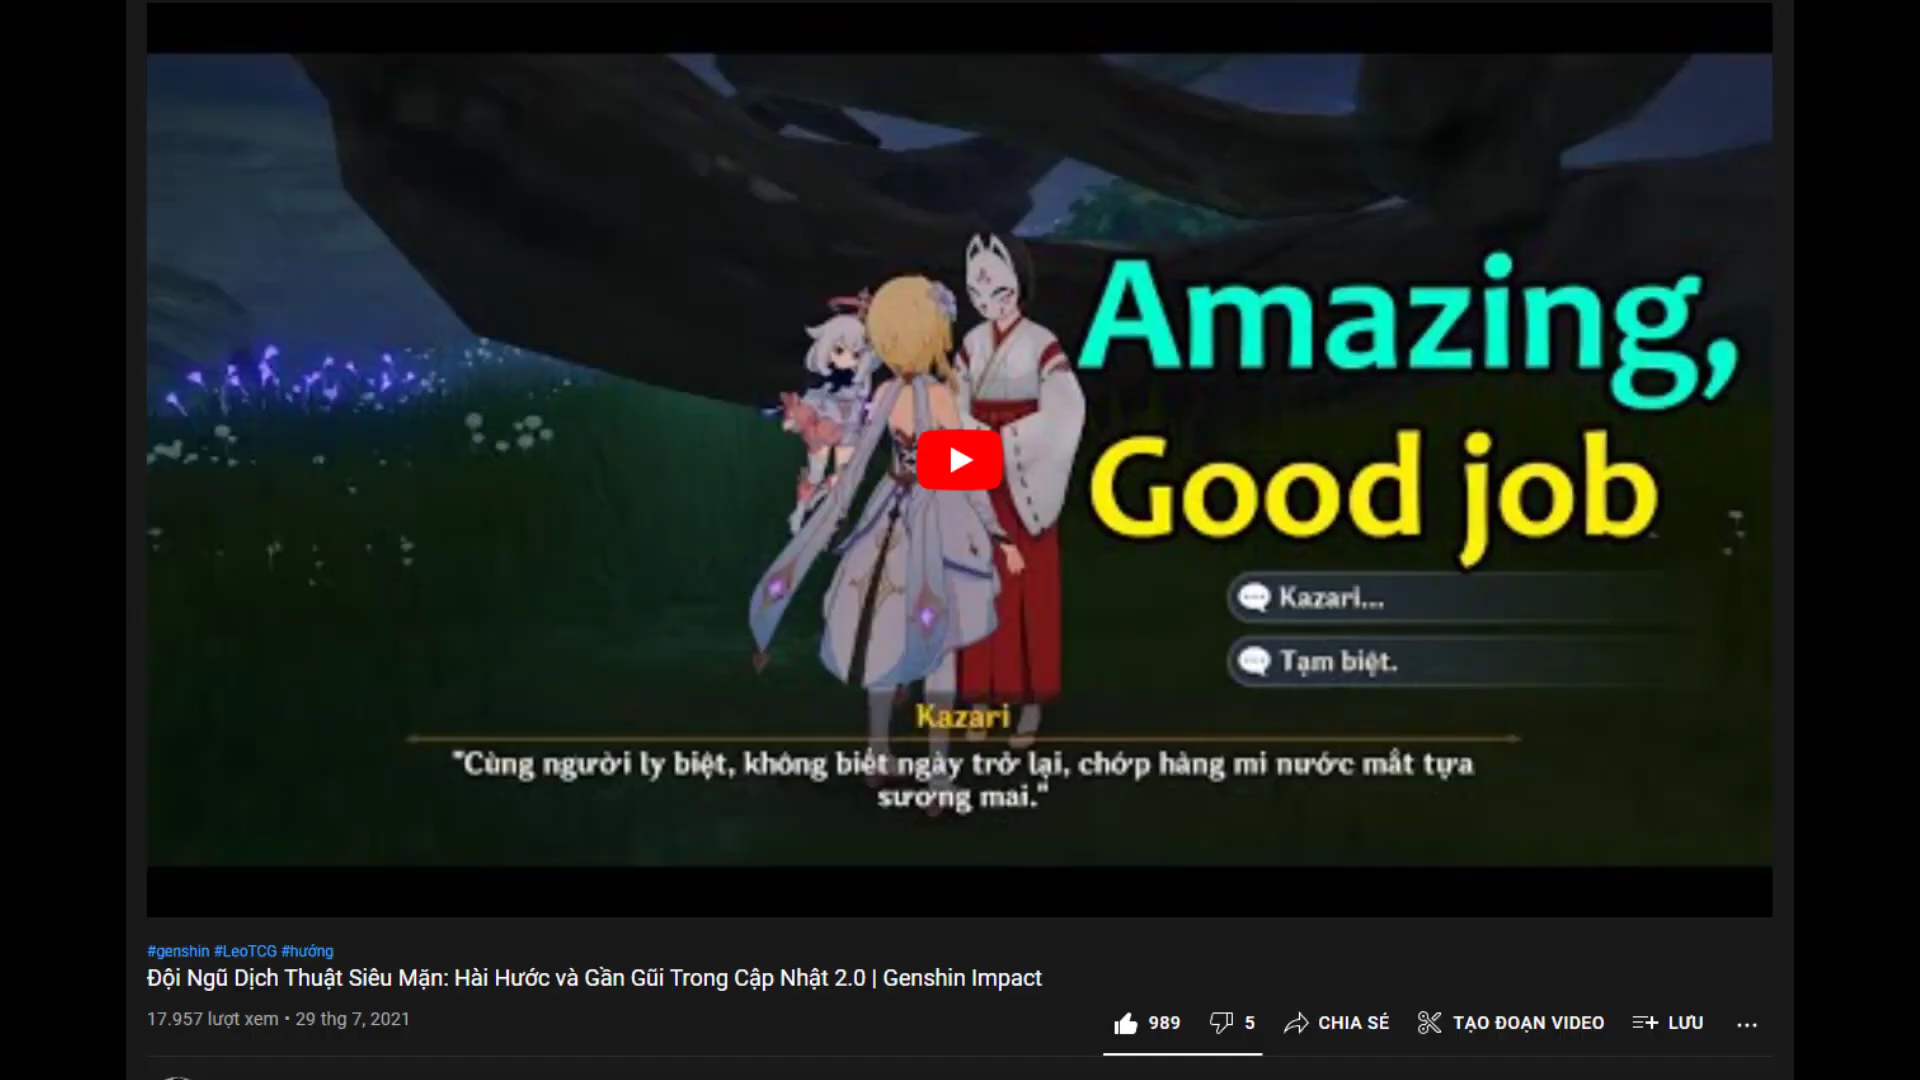 Amazing,
Good job
Kazari...
Tạm biệt.
Kazari
"Cùng người ly biệt, không biết ngày trở lại, chớp hàng mi nước mắt tựa
sương mai."
#genshin #LeoTCG #hướng
Đội Ngũ Dịch Thuật Siêu Mặn: Hài Hước và Gần Gũi Trong Cập Nhật 2.0 | Genshin Impact
17.957 lượt xem • 29 thg 7, 2021
989 5 CHIA SẺ TẠO ĐOẠN VIDEO LƯU